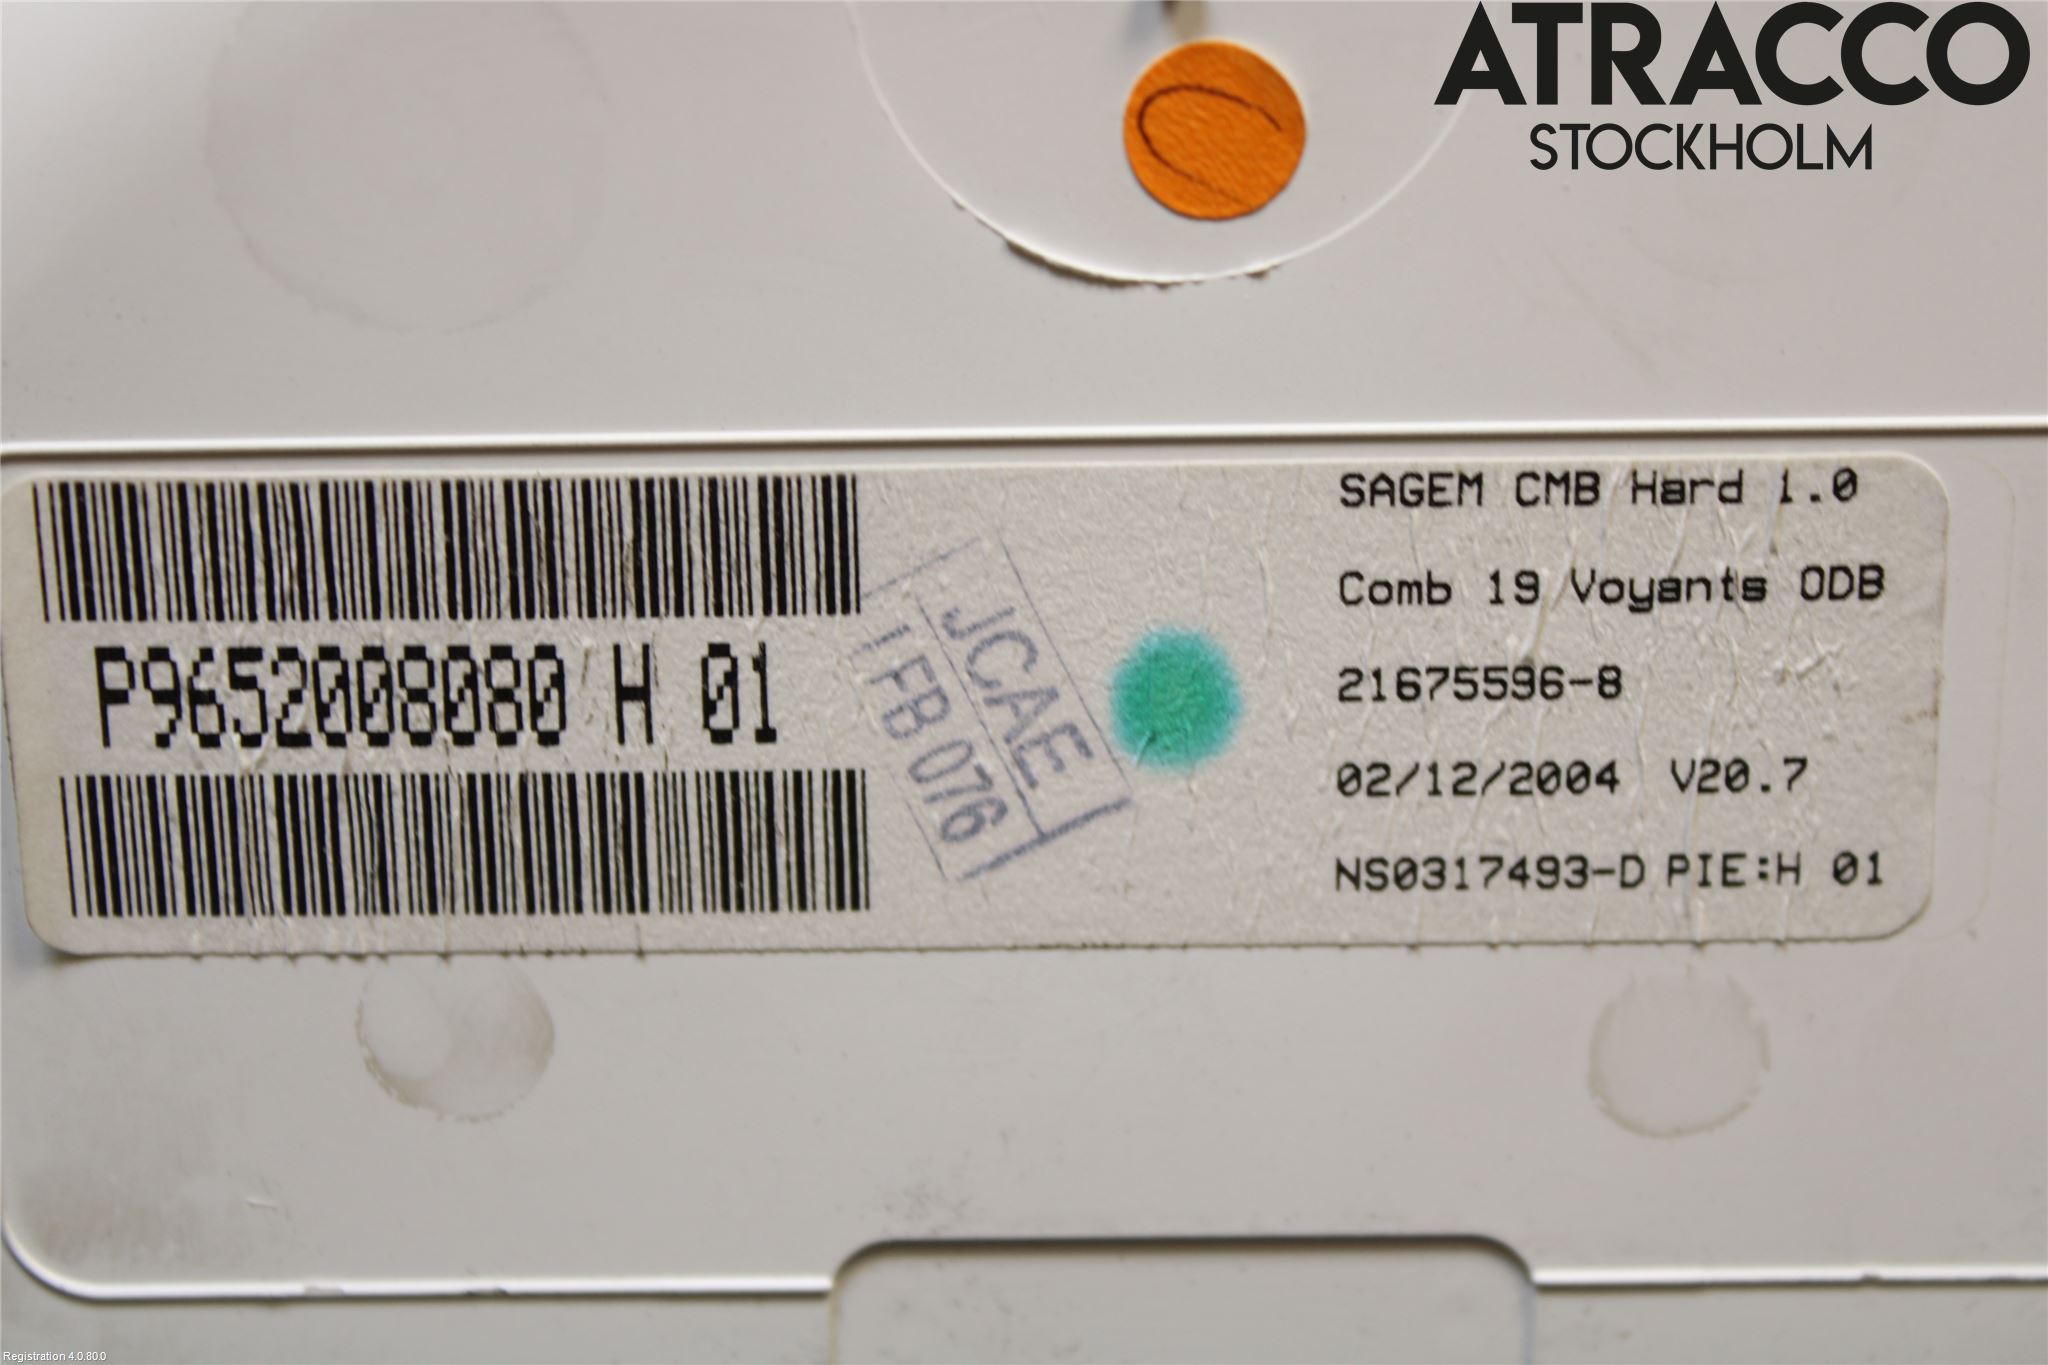 ATRACCO
STOCKHOLM
P9652008080 H 01
JCAE
1 FB 076
SAGEM CMB Hard 1.0
Comb 19 Voyants ODB
21675596-8
02/12/2004 V20.7
NS0317493-D PIE:H 01
Registration 4.0.80.0